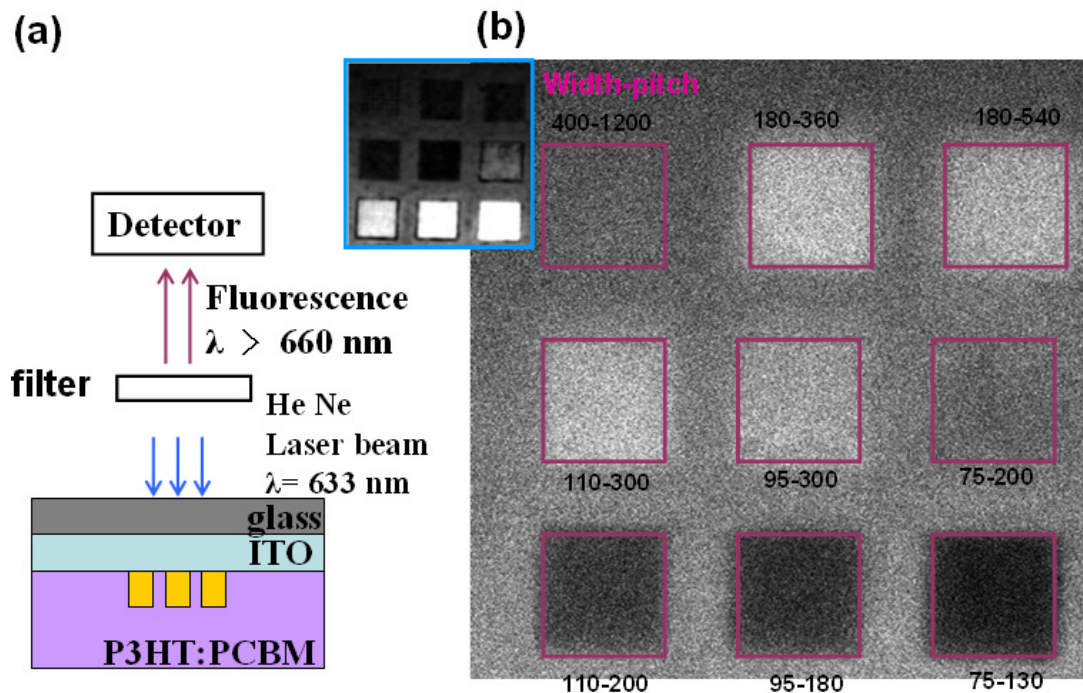 (a)
Detector
Fluorescence
λ > 660 nm
filter
He Ne
Laser beam
λ= 633 nm
glass
ITO
P3HT:PCBM
(b)
Width-pitch
400-1200
180-360
180-540
110-300
95-300
75-200
110-200
95-180
75-130